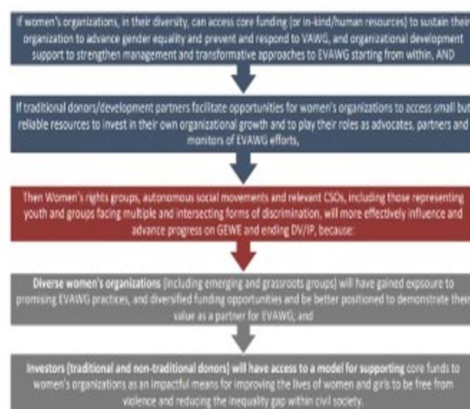 If women's organizations, in their diversity, can access core funding (or in-kind/human resources) to sustain their
organization to advance gender equality and prevent and respond to VAWG, and organizational development
support to strengthen management and transformative approaches to EVAWG starting from within, AND
If traditional donors/development partners facilitate opportunities for women's organizations to access small but
reliable resources to invest in their own organizational growth and to play their roles as advocates, partners and
monitors of EVAWG efforts,
Then Women's rights groups, autonomous social movements and relevant CSOs, including those representing
youth and groups facing multiple and intersecting forms of discrimination, will more effectively influence and
advance progress on GEWE and ending DV/IP, because:
Diverse women's organizations (including emerging and grassroots groups) will have gained exposure to
promising EVAWG practices, and diversified funding opportunities and be better positioned to demonstrate their
value as a partner for EVAWG; and
Investors (traditional and non-traditional donors) will have access to a model for supporting core funds to
women's organizations as an impactful means for improving the lives of women and girls to be free from
violence and reducing the inequality gap within civil society.